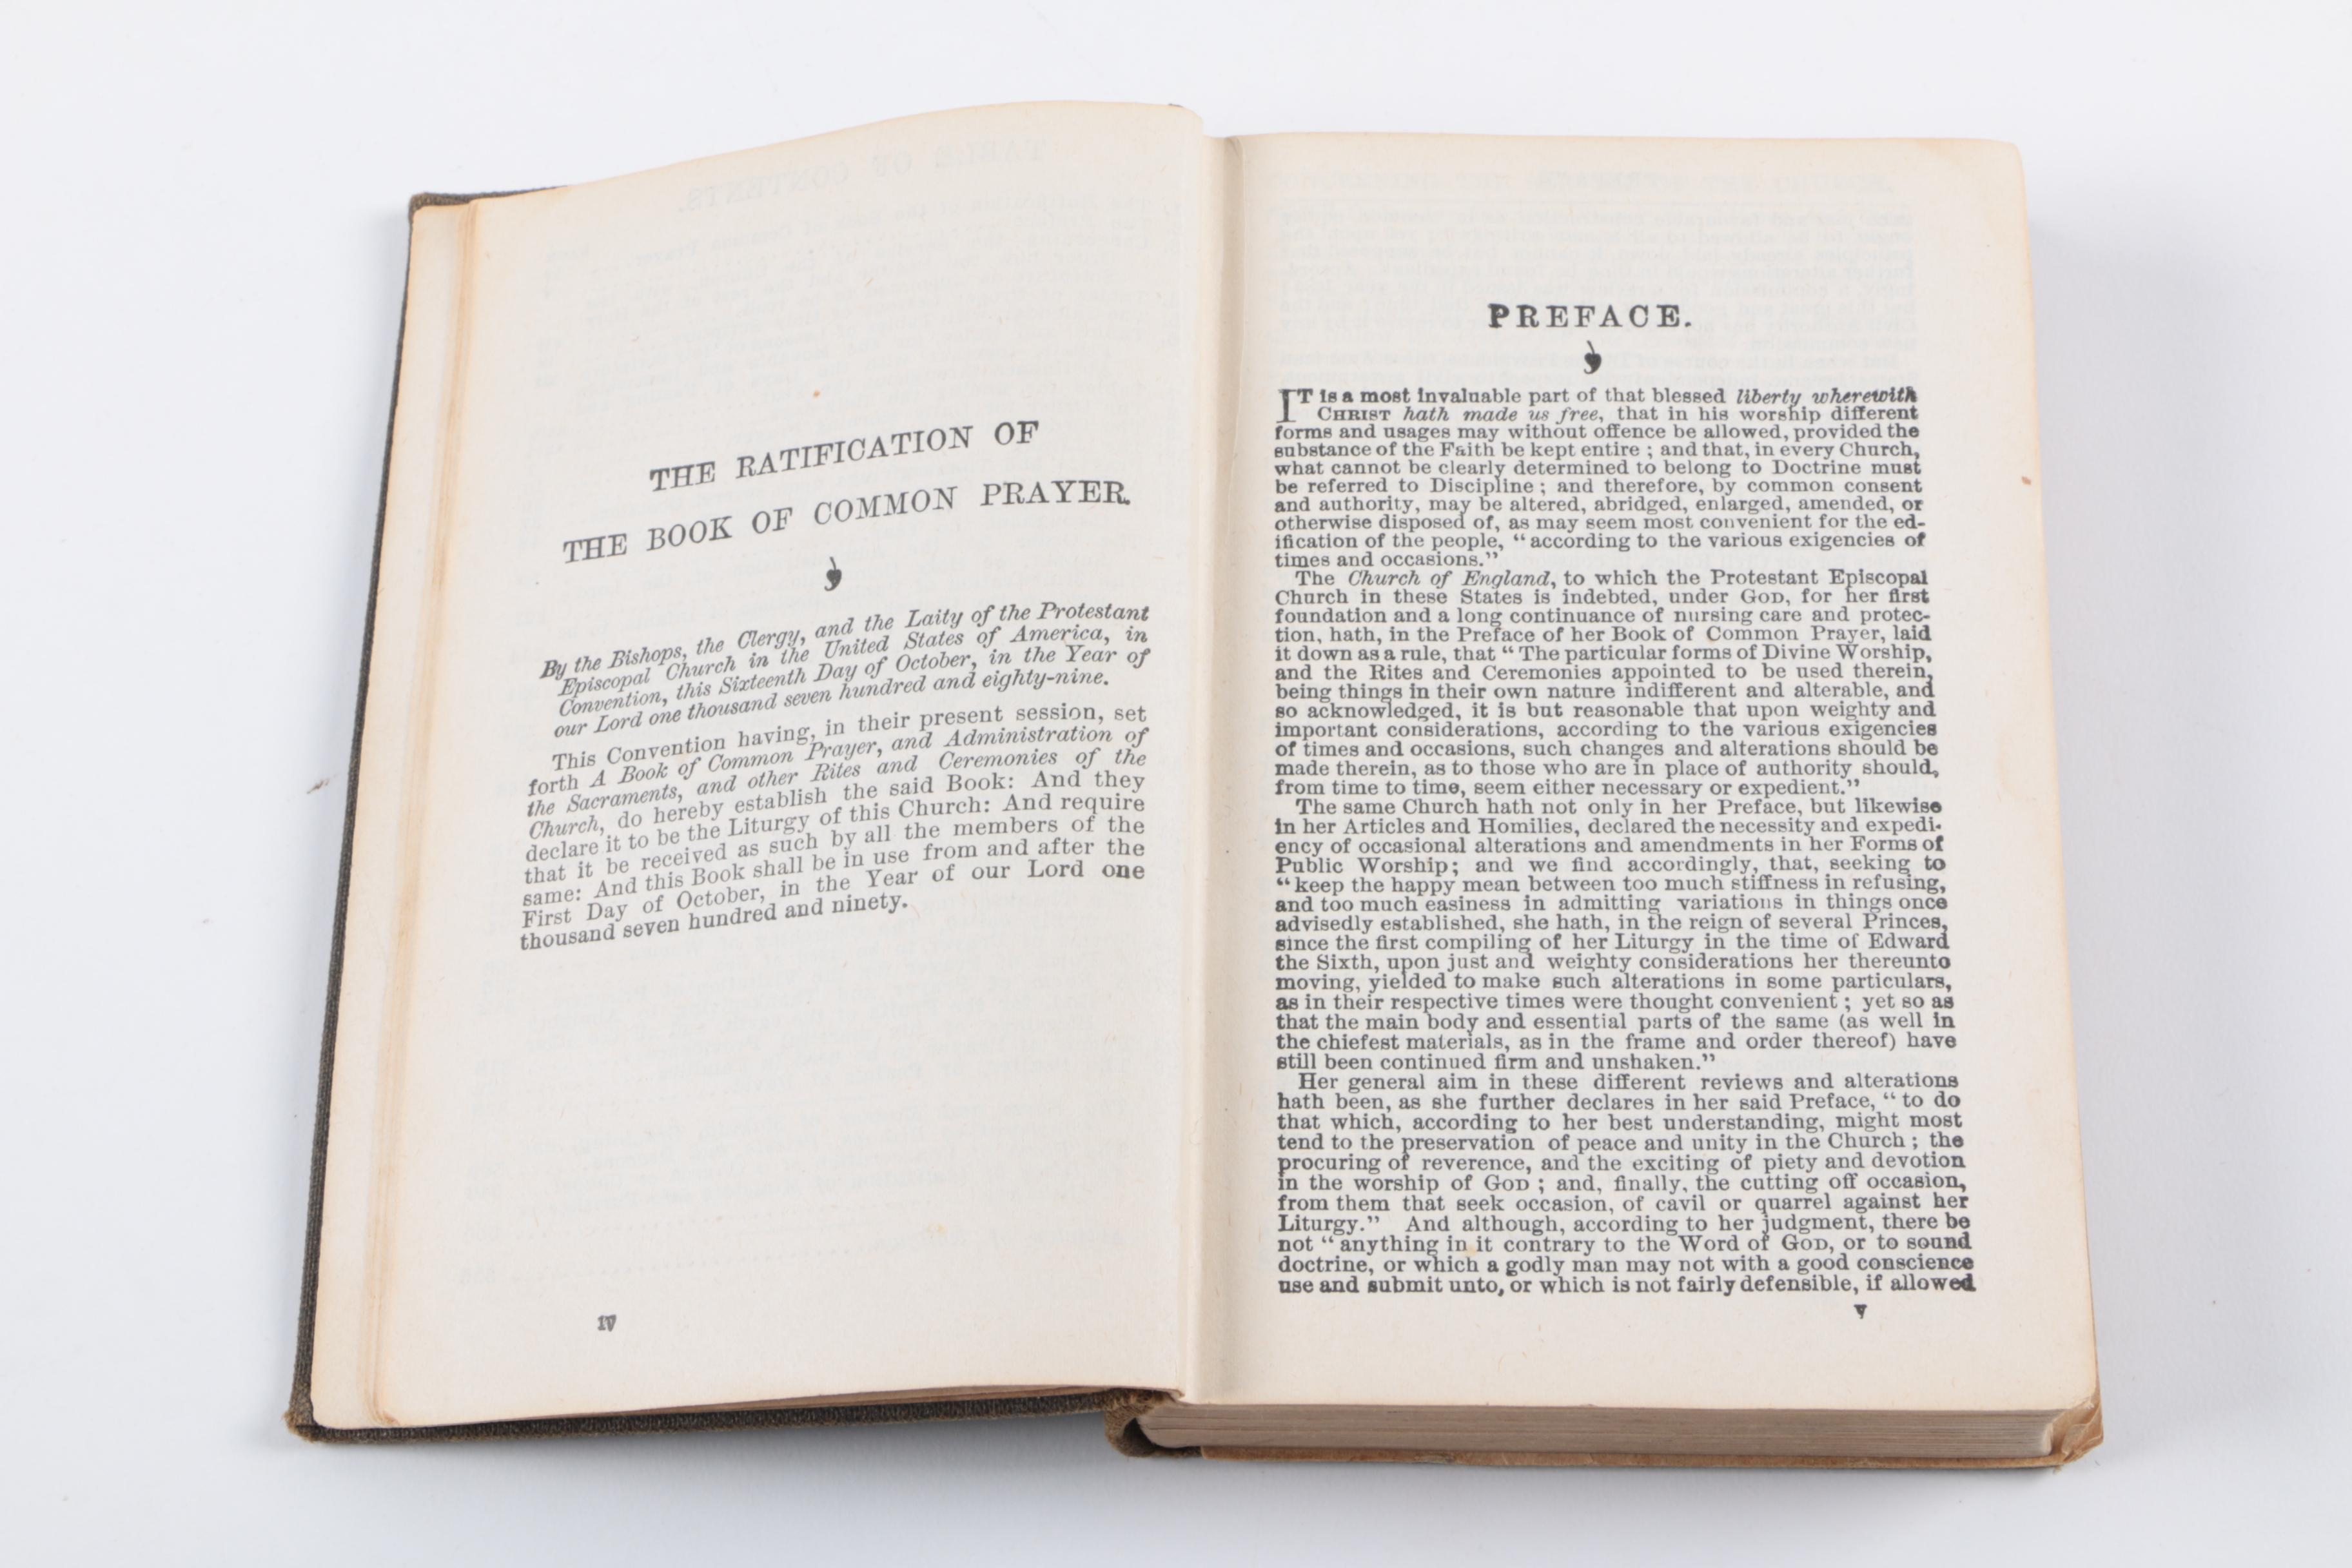 THE RATIFICATION OF
THE BOOK OF COMMON PRAYER.
By the Bishops, the Clergy, and the Laity of the Protestant
Episcopal Church in the United States of America, in
Convention, this Sixteenth Day of October, in the Year of
our Lord one thousand seven hundred and eighty-nine.
This Convention having, in their present session, set
forth A Book of Common Prayer, and Administration of
the Sacraments, and other Rites and Ceremonies of the
Church, do hereby establish the said Book: And they
declare it to be the Liturgy of this Church: And require
that it be received as such by all the members of the
same: And this Book shall be in use from and after the
First Day of October, in the Year of our Lord one
thousand seven hundred and ninety.
iv
PREFACE.
IT is a most invaluable part of that blessed liberty wherewith
CHRIST hath made us free, that in his worship different
forms and usages may without offence be allowed, provided the
substance of the Faith be kept entire ; and that, in every Church,
what cannot be clearly determined to belong to Doctrine must
be referred to Discipline ; and therefore, by common consent
and authority, may be altered, abridged, enlarged, amended, or
otherwise disposed of, as may seem most convenient for the ed-
ification of the people, “according to the various exigencies of
times and occasions.”
The Church of England, to which the Protestant Episcopal
Church in these States is indebted, under GOD, for her first
foundation and a long continuance of nursing care and protec-
tion, hath, in the Preface of her Book of Common Prayer, laid
it down as a rule, that “The particular forms of Divine Worship,
and the Rites and Ceremonies appointed to be used therein,
being things in their own nature indifferent and alterable, and
so acknowledged, it is but reasonable that upon weighty and
important considerations, according to the various exigencies
of times and occasions, such changes and alterations should be
made therein, as to those who are in place of authority should,
from time to time, seem either necessary or expedient.”
The same Church hath not only in her Preface, but likewise
in her Articles and Homilies, declared the necessity and expedi-
ency of occasional alterations and amendments in her Forms of
Public Worship; and we find accordingly, that, seeking to
“keep the happy mean between too much stiffness in refusing,
and too much easiness in admitting variations in things once
advisedly established, she hath, in the reign of several Princes,
since the first compiling of her Liturgy in the time of Edward
the Sixth, upon just and weighty considerations her thereunto
moving, yielded to make such alterations in some particulars,
as in their respective times were thought convenient ; yet so as
that the main body and essential parts of the same (as well in
the chiefest materials, as in the frame and order thereof) have
still been continued firm and unshaken.”
Her general aim in these different reviews and alterations
hath been, as she further declares in her said Preface, “to do
that which, according to her best understanding, might most
tend to the preservation of peace and unity in the Church ; the
procuring of reverence, and the exciting of piety and devotion
in the worship of GOD ; and, finally, the cutting off occasion,
from them that seek occasion, of cavil or quarrel against her
Liturgy.” And although, according to her judgment, there be
not “anything in it contrary to the Word of GOD, or to sound
doctrine, or which a godly man may not with a good conscience
use and submit unto, or which is not fairly defensible, if allowed
v